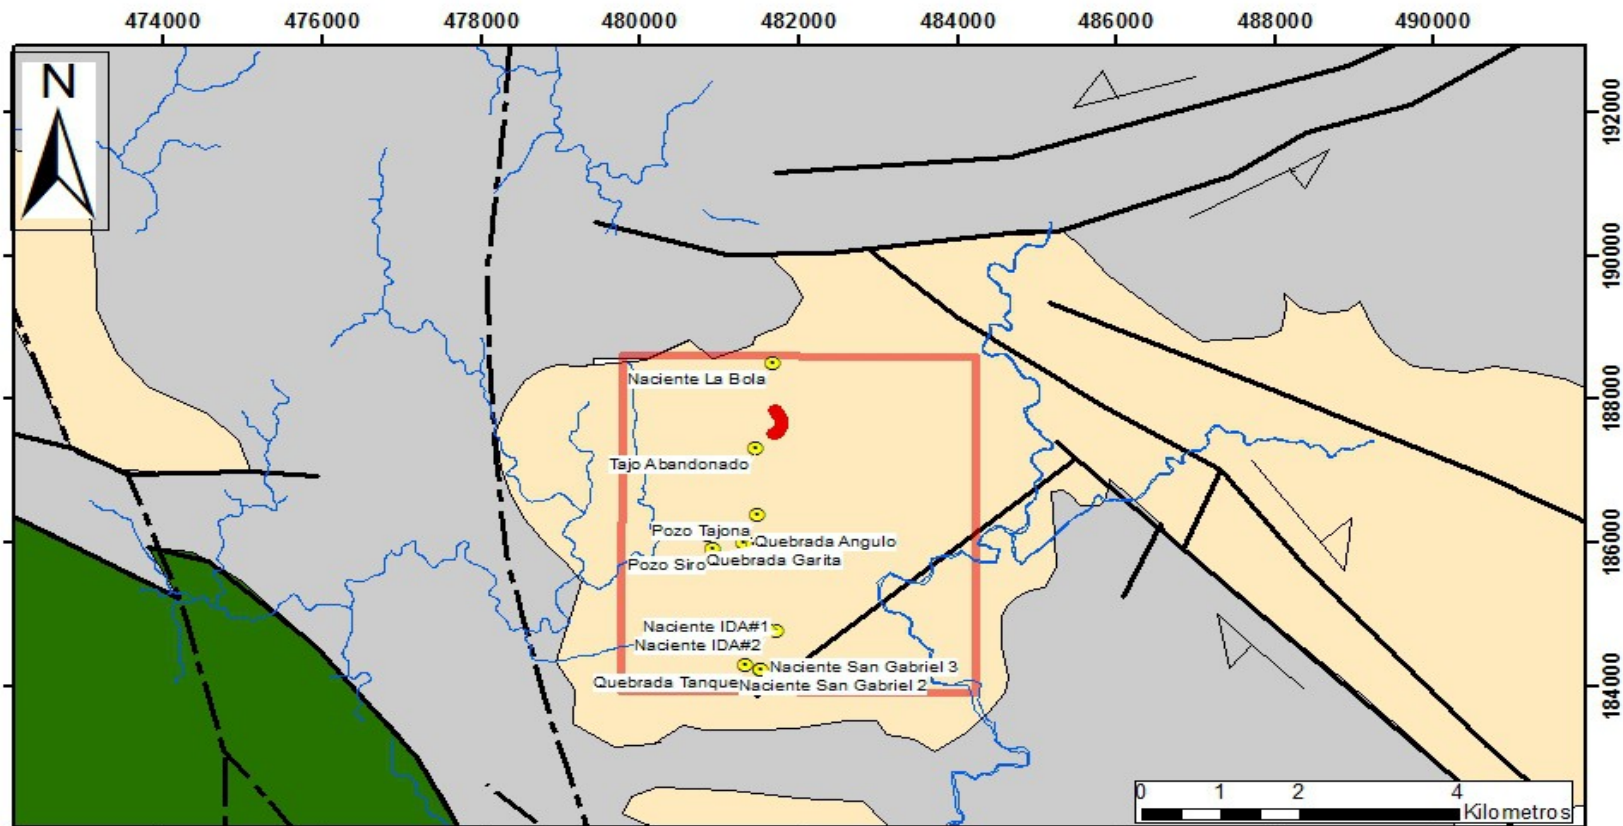 474000 476000 478000 480000 482000 484000 486000 488000 490000
N
192000
190000
Naciente La Bola
188000
Tajo Abandonado
Pozo Tajona
Quebrada Angulo
186000
Pozo Siro
Quebrada Garita
Naciente IDA#1
Naciente IDA#2
Naciente San Gabriel 3
Quebrada Tanque
Naciente San Gabriel 2
184000
0 1 2 4
Kilometros